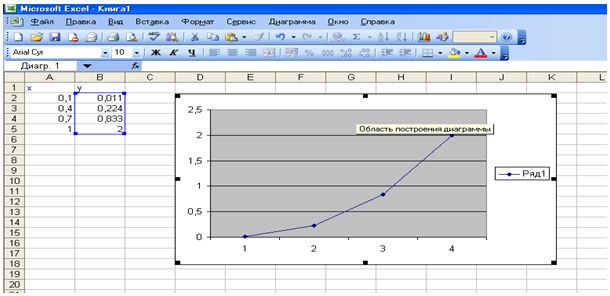 Microsoft Excel - Книга1
Файл Правка Вид Вставка Формат Сервис Диаграмма Окно Справка
Arial Cyr 10 Ж К Ч
Диагр. 1 fx
A B C D E F G H I J K L
1 x y
2 0,1 0,011
3 0,4 0,224
4 0,7 0,833
5 1 2
6
7
8
9
10
11
12
13
14
15
16
17
18
19
20
2,5
2
1,5
1
0,5
0
1 2 3 4
Область построения диаграммы
Ряд1